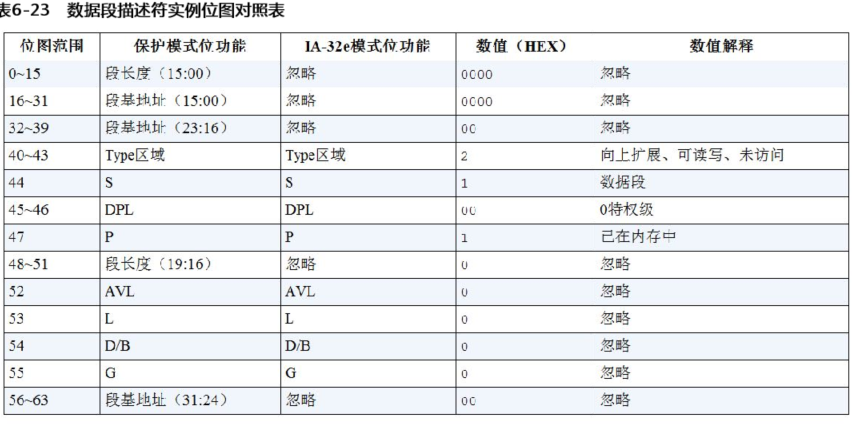 表6-23 数据段描述符实例位图对照表
位图范围 保护模式位功能 IA-32e模式位功能 数值（HEX） 数值解释
0~15 段长度（15:00） 忽略 0000 忽略
16~31 段基地址（15:00） 忽略 0000 忽略
32~39 段基地址（23:16） 忽略 00 忽略
40~43 Type区域 Type区域 2 向上扩展、可读写、未访问
44 S S 1 数据段
45~46 DPL DPL 00 0特权级
47 P P 1 已在内存中
48~51 段长度（19:16） 忽略 0 忽略
52 AVL AVL 0 忽略
53 L L 0 忽略
54 D/B D/B 0 忽略
55 G G 0 忽略
56~63 段基地址（31:24） 忽略 00 忽略